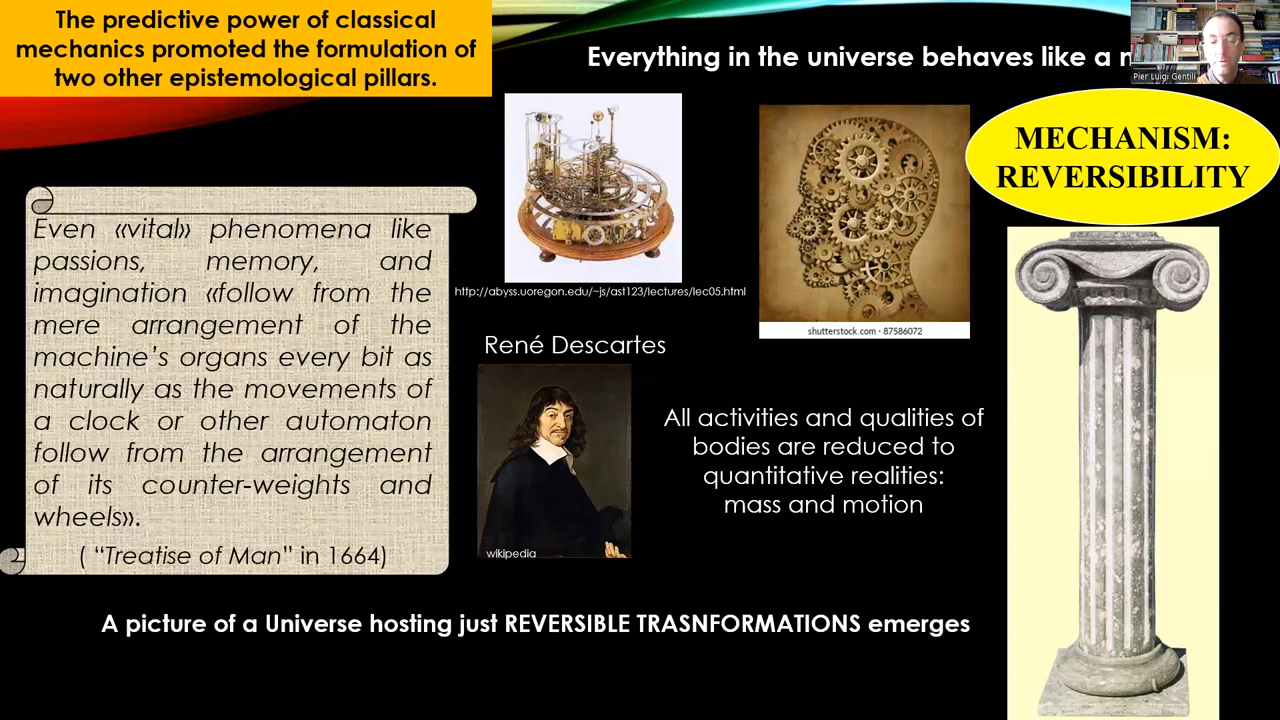 The predictive power of classical
mechanics promoted the formulation of
two other epistemological pillars.
Everything in the universe behaves like a
Pier Luigi Gentili
MECHANISM:
REVERSIBILITY
Even «vital» phenomena like
passions, memory, and
imagination «follow from the
mere arrangement of the
machine’s organs every bit as
naturally as the movements of
a clock or other automaton
follow from the arrangement
of its counter-weights and
wheels».
( “Treatise of Man” in 1664)
http://abyss.uoregon.edu/~js/ast123/lectures/lec05.html
shutterstock.com · 87586072
René Descartes
wikipedia
All activities and qualities of
bodies are reduced to
quantitative realities:
mass and motion
A picture of a Universe hosting just REVERSIBLE TRASNFORMATIONS emerges